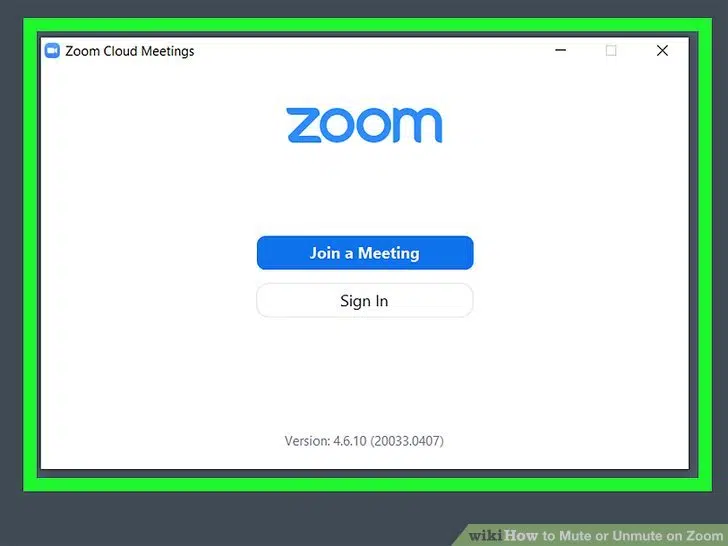 Zoom Cloud Meetings
zoom
Join a Meeting
Sign In
Version: 4.6.10 (20033.0407)
wikiHow to Mute or Unmute on Zoom